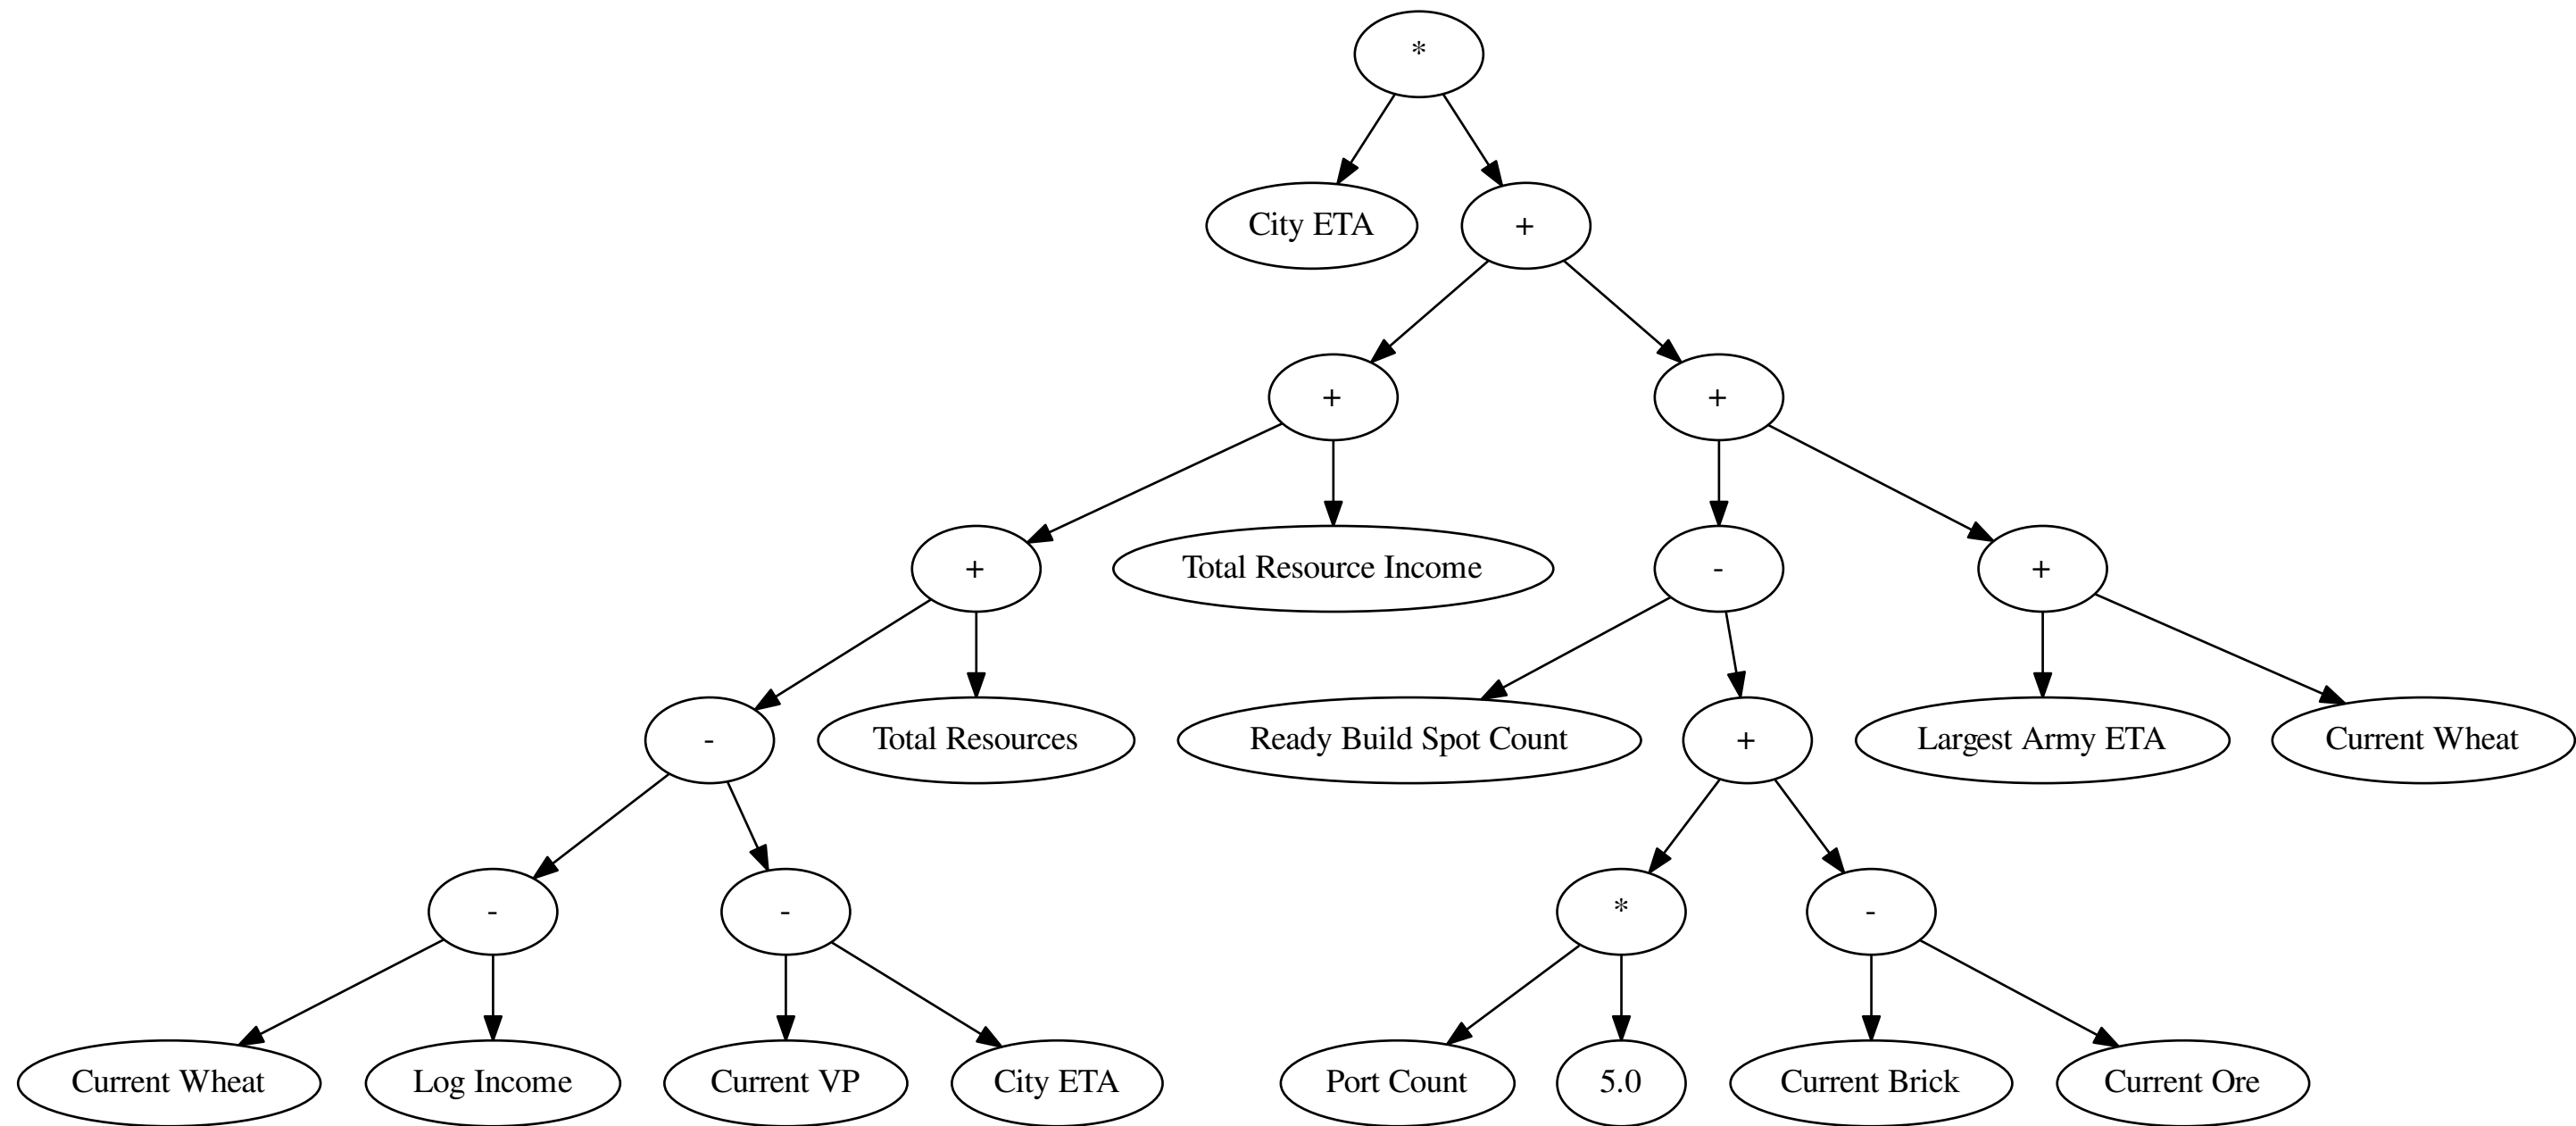 *
City ETA
+
+
+
+
Total Resource Income
-
+
-
Total Resources
Ready Build Spot Count
+
Largest Army ETA
Current Wheat
-
-
*
-
Current Wheat
Log Income
Current VP
City ETA
Port Count
5.0
Current Brick
Current Ore